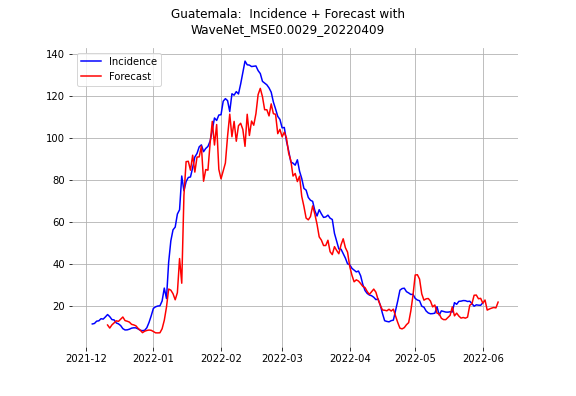 Guatemala:  Incidence + Forecast with
WaveNet_MSE0.0029_20220409
Incidence
Forecast
140
120
100
80
60
40
20
2021-12 2022-01 2022-02 2022-03 2022-04 2022-05 2022-06